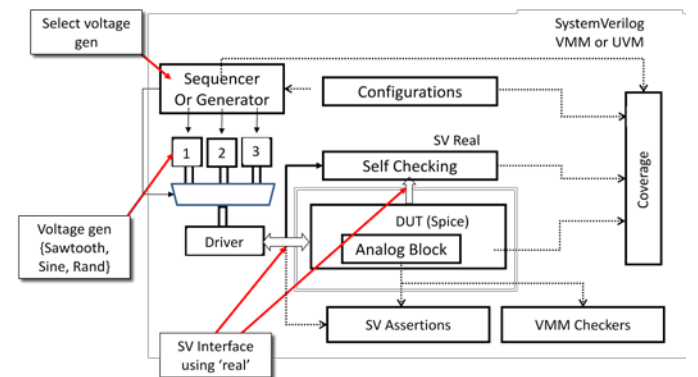 Select voltage
gen
SystemVerilog
VMM or UVM
Sequencer
Or Generator
Configurations
SV Real
1
2
3
Self Checking
Coverage
Voltage gen
{Sawtooth,
Sine, Rand}
Driver
DUT (Spice)
Analog Block
SV Interface
using ‘real’
SV Assertions
VMM Checkers